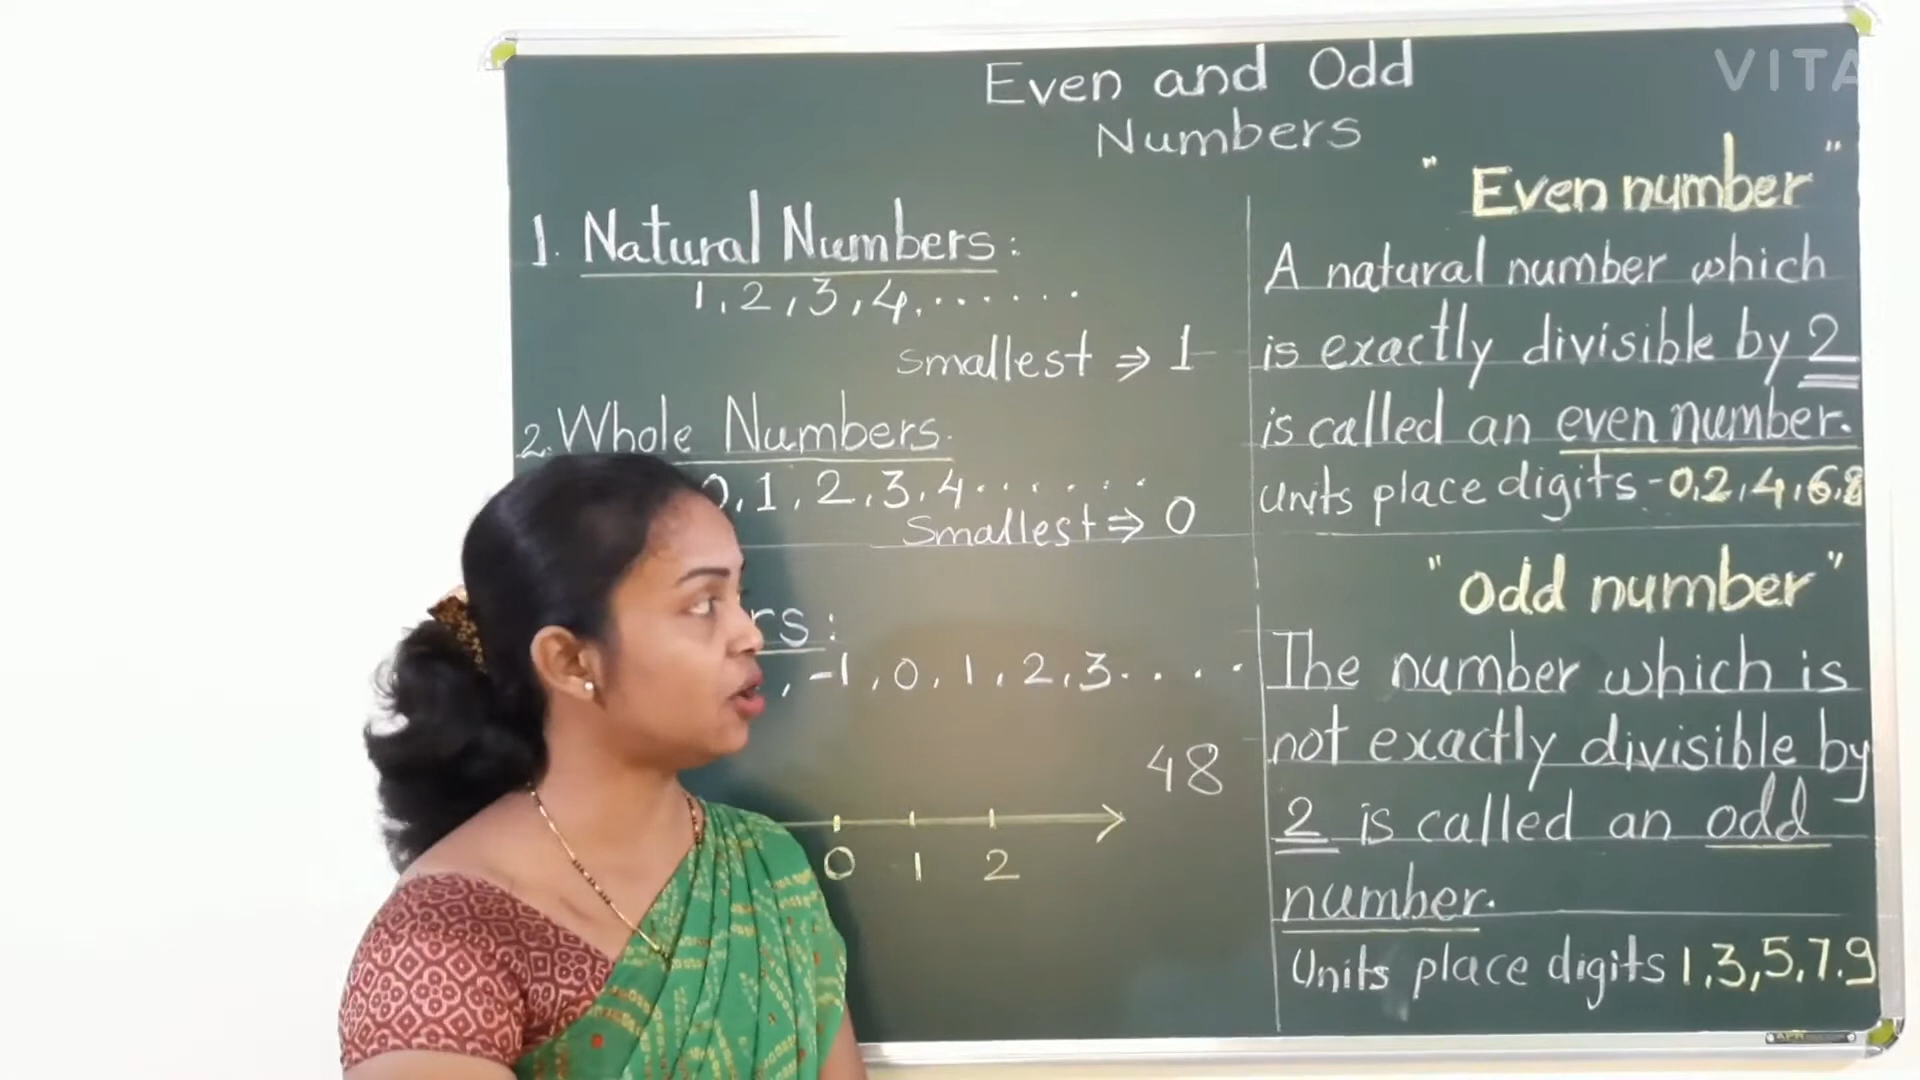 VITA
Even and Odd
Numbers
1. Natural Numbers:
1, 2, 3, 4, ......
smallest ⇒ 1
2. Whole Numbers.
0, 1, 2, 3, 4 ......
Smallest ⇒ 0
rs:
, -1, 0, 1, 2, 3....
48
0 1 2
" Even number "
A natural number which
is exactly divisible by 2
is called an even number.
units place digits - 0, 2, 4, 6, 8
" Odd number "
The number which is
not exactly divisible by
2 is called an odd
number.
Units place digits 1, 3, 5, 7. 9